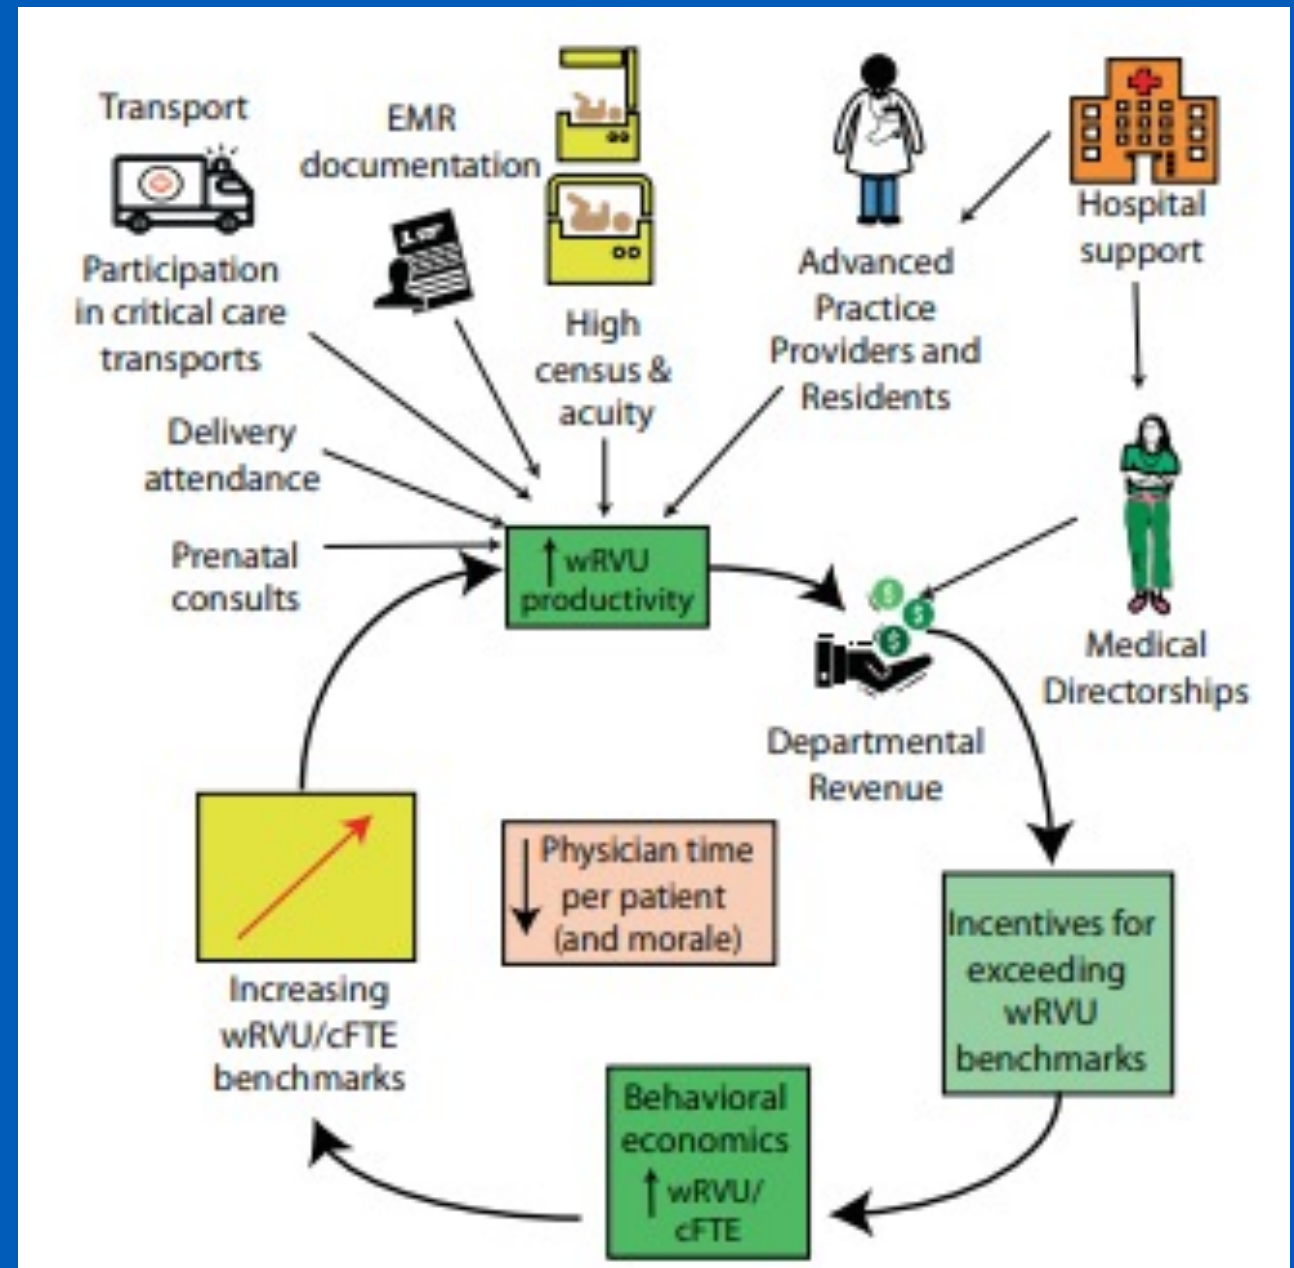 Transport
Participation
in critical care
transports
EMR
documentation
High
census &
acuity
Advanced
Practice
Providers and
Residents
Hospital
support
Delivery
attendance
Prenatal
consults
↑ wRVU
productivity
Medical
Directorships
$
$
$
Departmental
Revenue
Incentives for
exceeding
wRVU
benchmarks
Behavioral
economics
↑ wRVU/
cFTE
Increasing
wRVU/cFTE
benchmarks
↓ Physician time
per patient
(and morale)